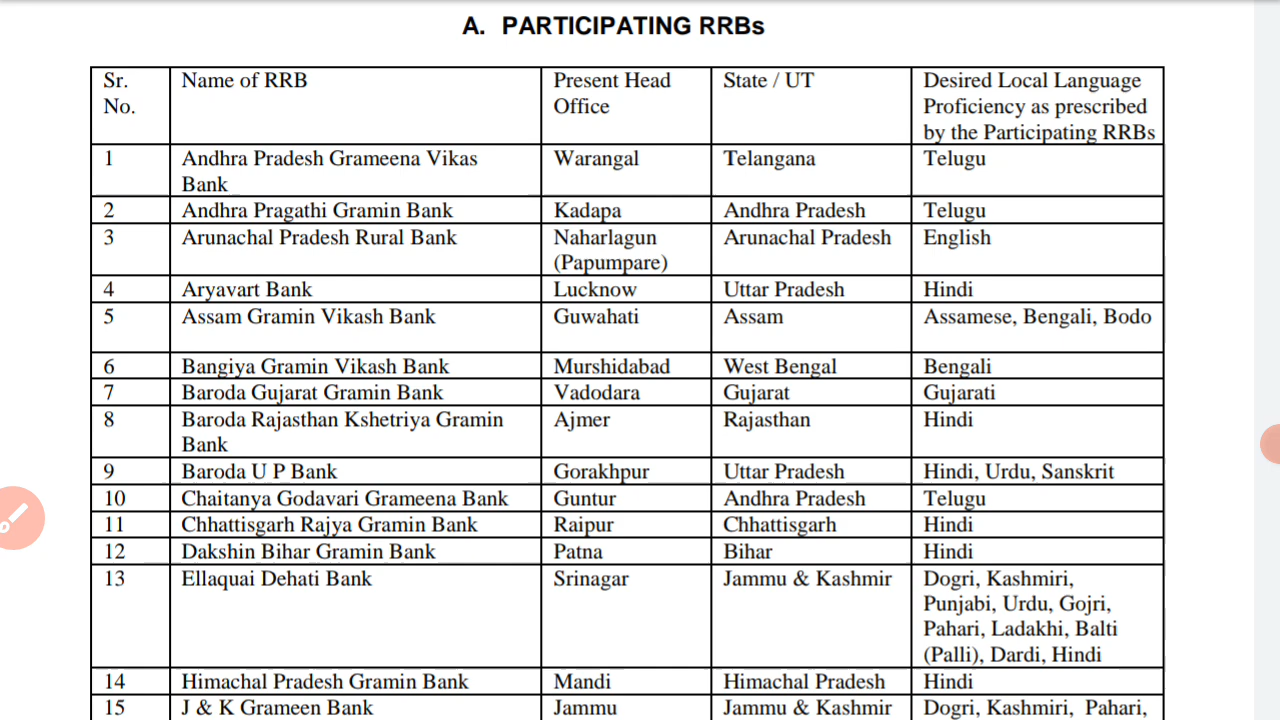 A. PARTICIPATING RRBs
Sr. No. Name of RRB Present Head Office State / UT Desired Local Language Proficiency as prescribed by the Participating RRBs
1 Andhra Pradesh Grameena Vikas Bank Warangal Telangana Telugu
2 Andhra Pragathi Gramin Bank Kadapa Andhra Pradesh Telugu
3 Arunachal Pradesh Rural Bank Naharlagun (Papumpare) Arunachal Pradesh English
4 Aryavart Bank Lucknow Uttar Pradesh Hindi
5 Assam Gramin Vikash Bank Guwahati Assam Assamese, Bengali, Bodo
6 Bangiya Gramin Vikash Bank Murshidabad West Bengal Bengali
7 Baroda Gujarat Gramin Bank Vadodara Gujarat Gujarati
8 Baroda Rajasthan Kshetriya Gramin Bank Ajmer Rajasthan Hindi
9 Baroda U P Bank Gorakhpur Uttar Pradesh Hindi, Urdu, Sanskrit
10 Chaitanya Godavari Grameena Bank Guntur Andhra Pradesh Telugu
11 Chhattisgarh Rajya Gramin Bank Raipur Chhattisgarh Hindi
12 Dakshin Bihar Gramin Bank Patna Bihar Hindi
13 Ellaquai Dehati Bank Srinagar Jammu & Kashmir Dogri, Kashmiri, Punjabi, Urdu, Gojri, Pahari, Ladakhi, Balti (Palli), Dardi, Hindi
14 Himachal Pradesh Gramin Bank Mandi Himachal Pradesh Hindi
15 J & K Grameen Bank Jammu Jammu & Kashmir Dogri, Kashmiri, Pahari,